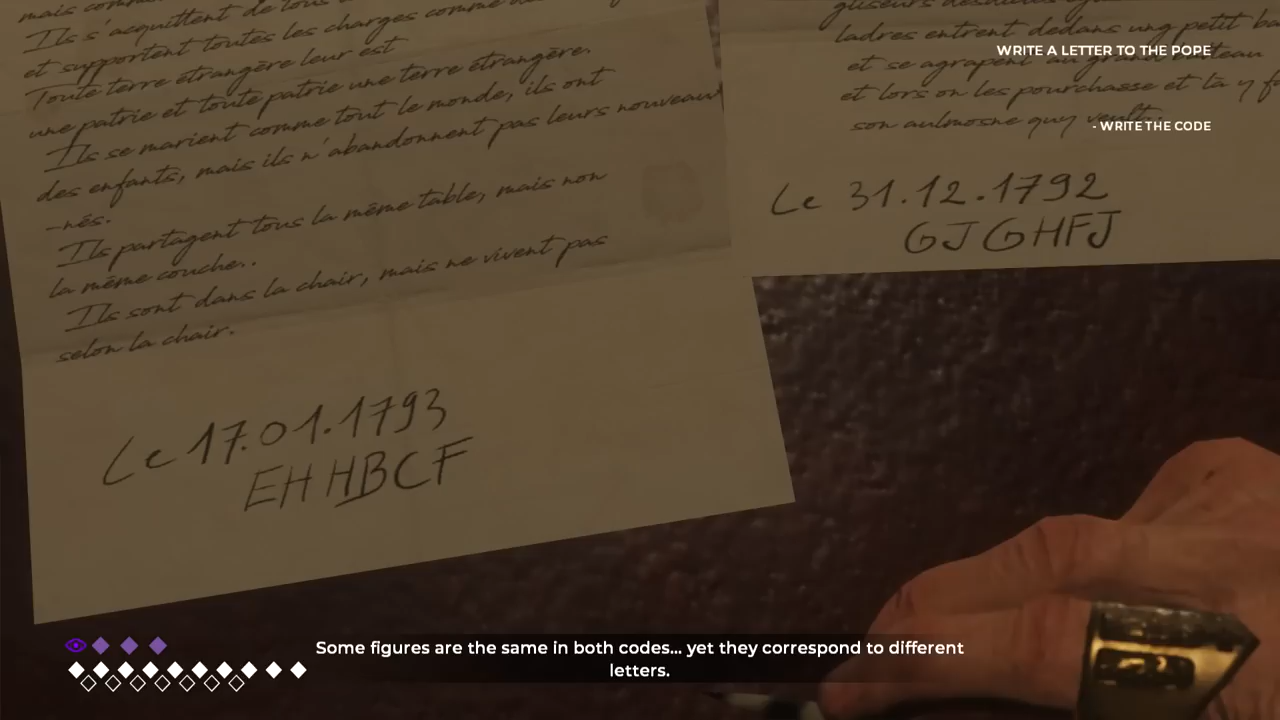 mais
Ils s'acquittent de tous
et supportent toutes les charges comme
Toute terre étrangère leur est
une patrie et toute patrie une terre étrangère.
Ils se marient comme tout le monde, ils ont
des enfants, mais ils n'abandonnent pas leurs nouveaux
-nés.
Ils partagent tous la même table, mais non
la même couche..
Ils sont dans la chair, mais ne vivent pas
selon la chair.
Le 17.01.1793
EHHBCF
ladres entrent dedans ung petit
et se agrapent au grand
et lors on les pourchasse et là y
son aulmosne quy veult..
Le 31.12.1792
GJGHFJ
WRITE A LETTER TO THE POPE
- WRITE THE CODE
Some figures are the same in both codes... yet they correspond to different
letters.